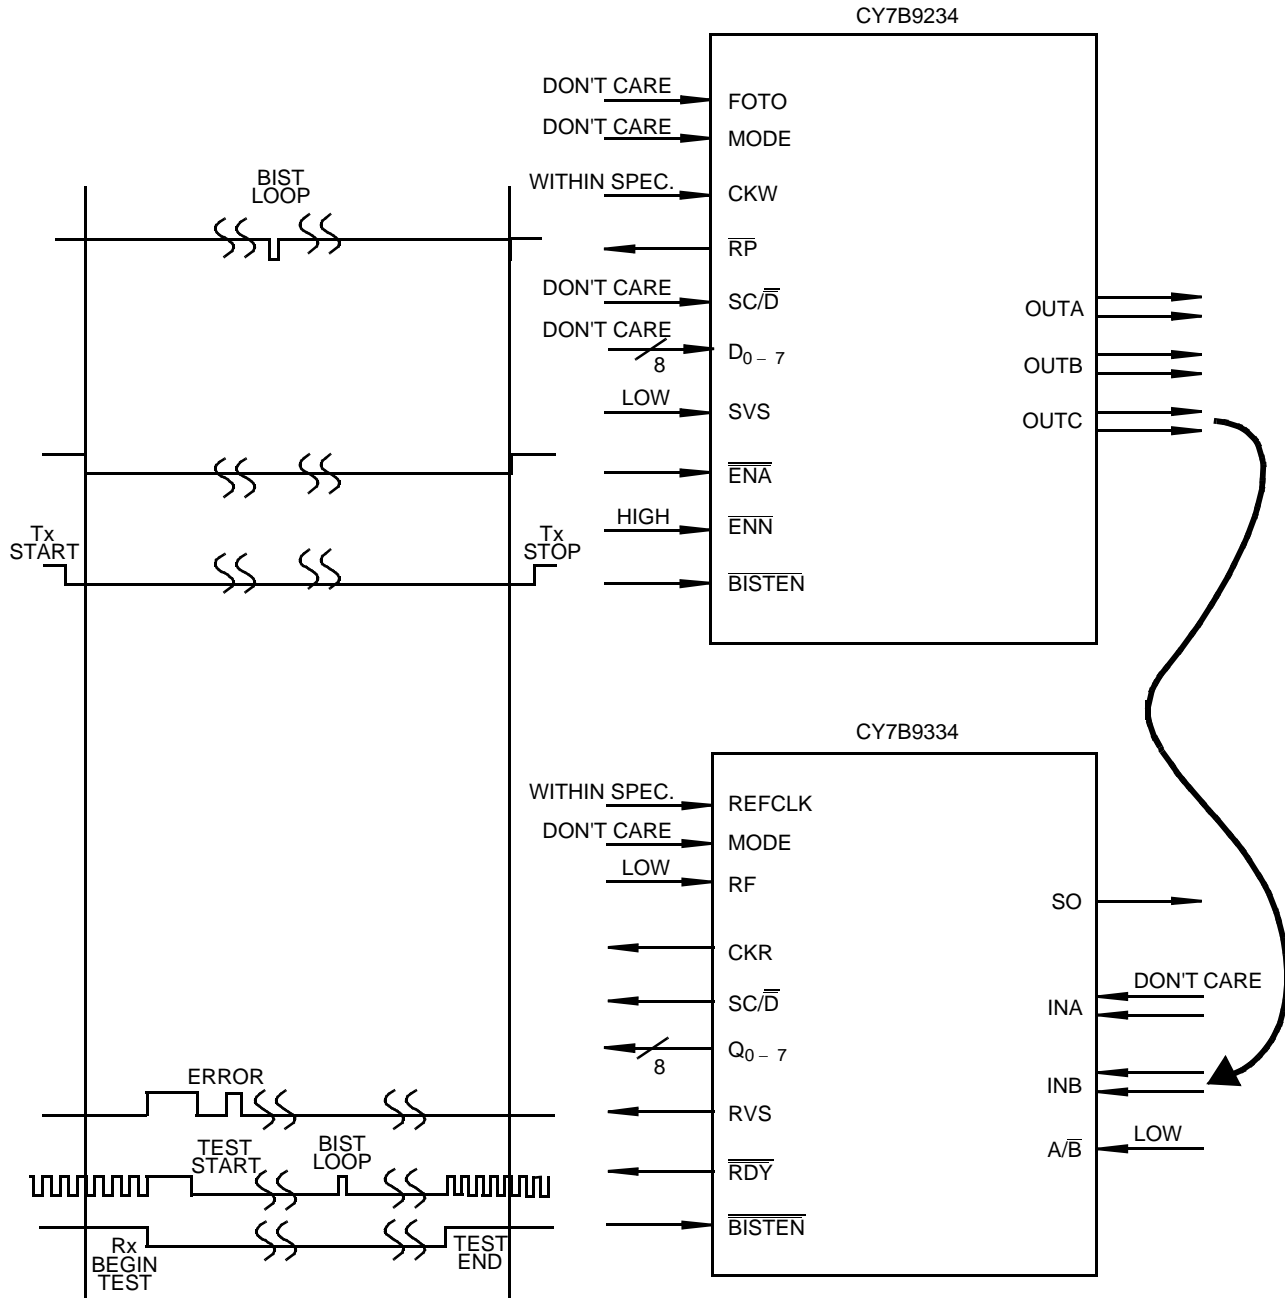 CY7B9234
DON'T CARE
FOTO
DON'T CARE
MODE
WITHIN SPEC.
CKW
BIST
LOOP
RP
DON'T CARE
SC/D
DON'T CARE
8
D0 – 7
LOW
SVS
ENA
HIGH
ENN
BISTEN
OUTA
OUTB
OUTC
Tx
START
Tx
STOP
CY7B9334
WITHIN SPEC.
REFCLK
DON'T CARE
MODE
LOW
RF
CKR
SC/D
8
Q0 – 7
RVS
RDY
BISTEN
SO
DON'T CARE
INA
INB
LOW
A/B
ERROR
TEST
START
BIST
LOOP
Rx
BEGIN
TEST
TEST
END